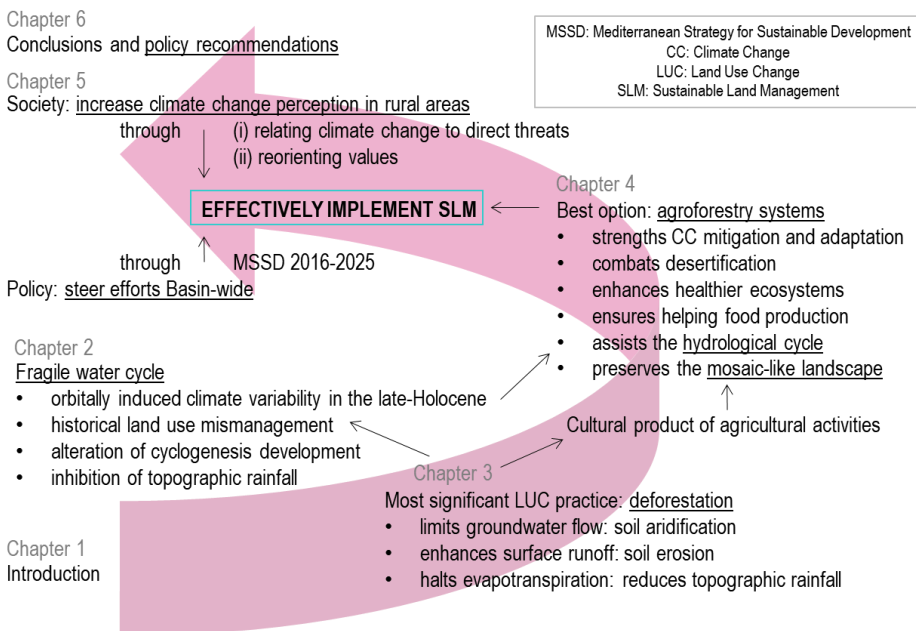 Chapter 6
Conclusions and policy recommendations
MSSD: Mediterranean Strategy for Sustainable Development
CC: Climate Change
LUC: Land Use Change
SLM: Sustainable Land Management
Chapter 5
Society: increase climate change perception in rural areas
through (i) relating climate change to direct threats
(ii) reorienting values
EFFECTIVELY IMPLEMENT SLM
through MSSD 2016-2025
Policy: steer efforts Basin-wide
Chapter 4
Best option: agroforestry systems
• strengths CC mitigation and adaptation
• combats desertification
• enhances healthier ecosystems
• ensures helping food production
• assists the hydrological cycle
• preserves the mosaic-like landscape
Cultural product of agricultural activities
Chapter 2
Fragile water cycle
• orbitally induced climate variability in the late-Holocene
• historical land use mismanagement
• alteration of cyclogenesis development
• inhibition of topographic rainfall
Chapter 3
Most significant LUC practice: deforestation
• limits groundwater flow: soil aridification
• enhances surface runoff: soil erosion
• halts evapotranspiration: reduces topographic rainfall
Chapter 1
Introduction